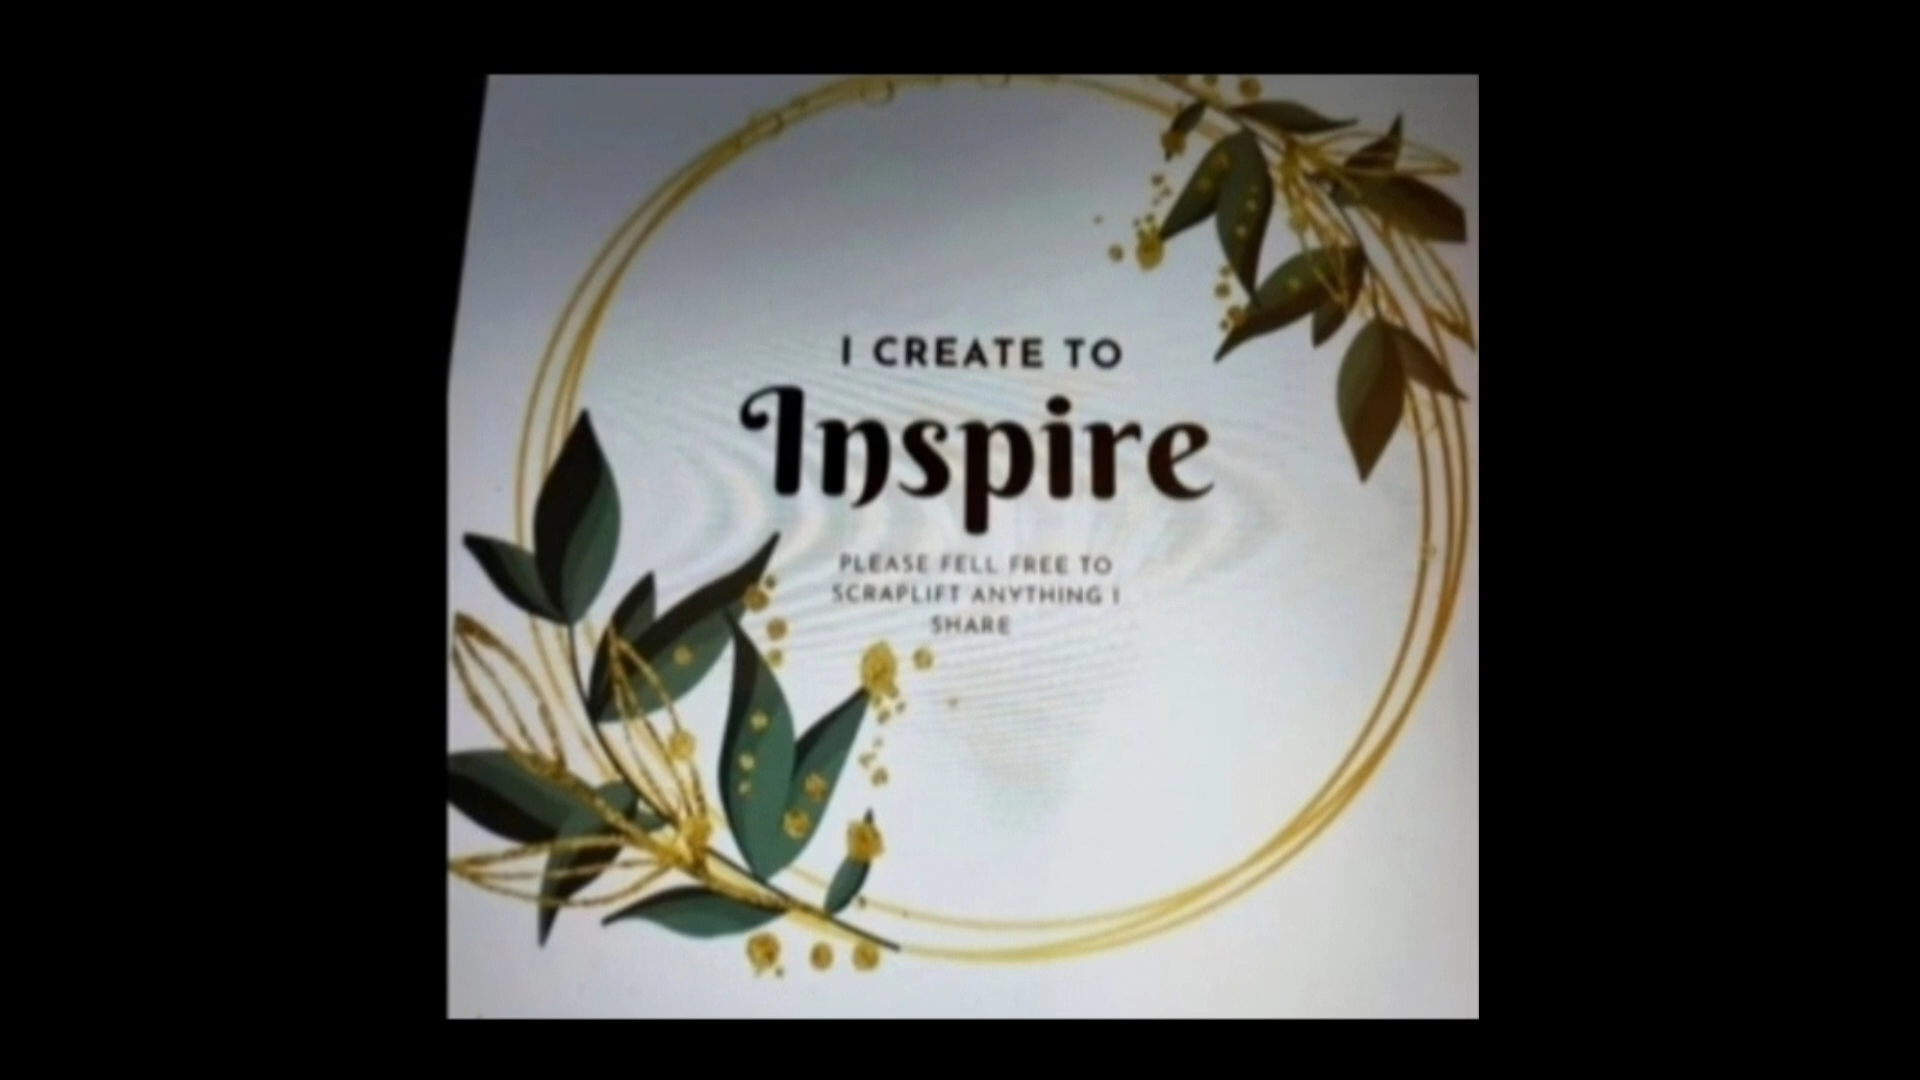 I CREATE TO
Inspire
PLEASE FELL FREE TO
SCRAPLIFT ANYTHING I
SHARE